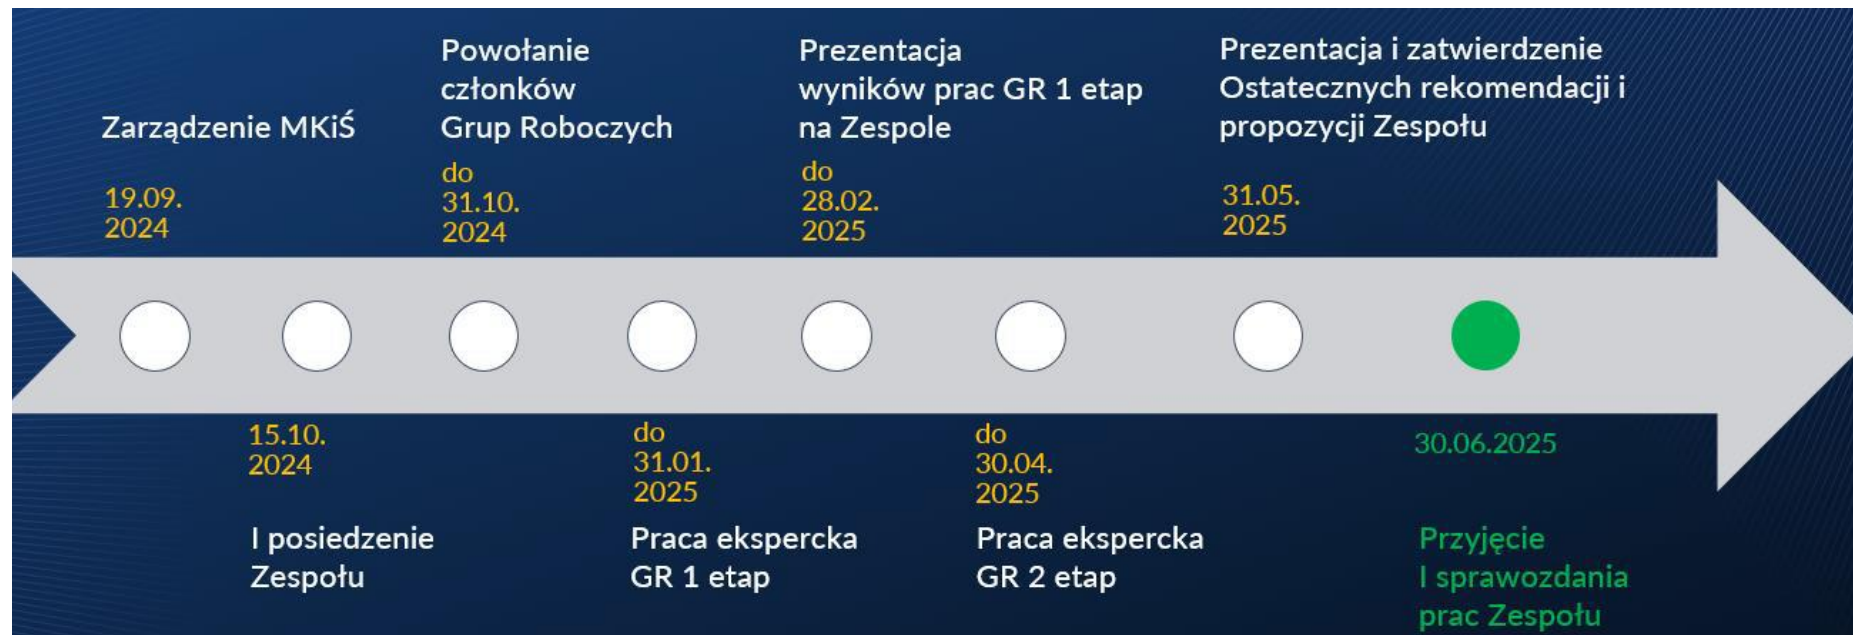 Zarządzenie MKiŚ
19.09.
2024
Powołanie
członków
Grup Roboczych
do
31.10.
2024
Prezentacja
wyników prac GR 1 etap
na Zespole
do
28.02.
2025
Prezentacja i zatwierdzenie
Ostatecznych rekomendacji i
propozycji Zespołu
31.05.
2025
15.10.
2024
I posiedzenie
Zespołu
do
31.01.
2025
Praca ekspercka
GR 1 etap
do
30.04.
2025
Praca ekspercka
GR 2 etap
30.06.2025
Przyjęcie
I sprawozdania
prac Zespołu